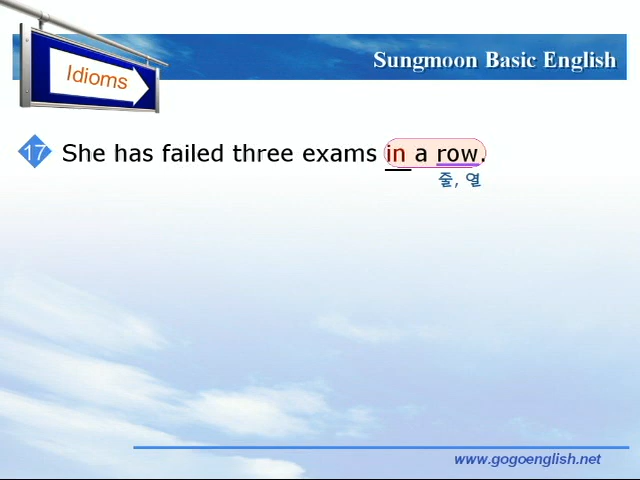 Sungmoon Basic English
Idioms
17 She has failed three exams in a row.
줄, 열
www.gogoenglish.net